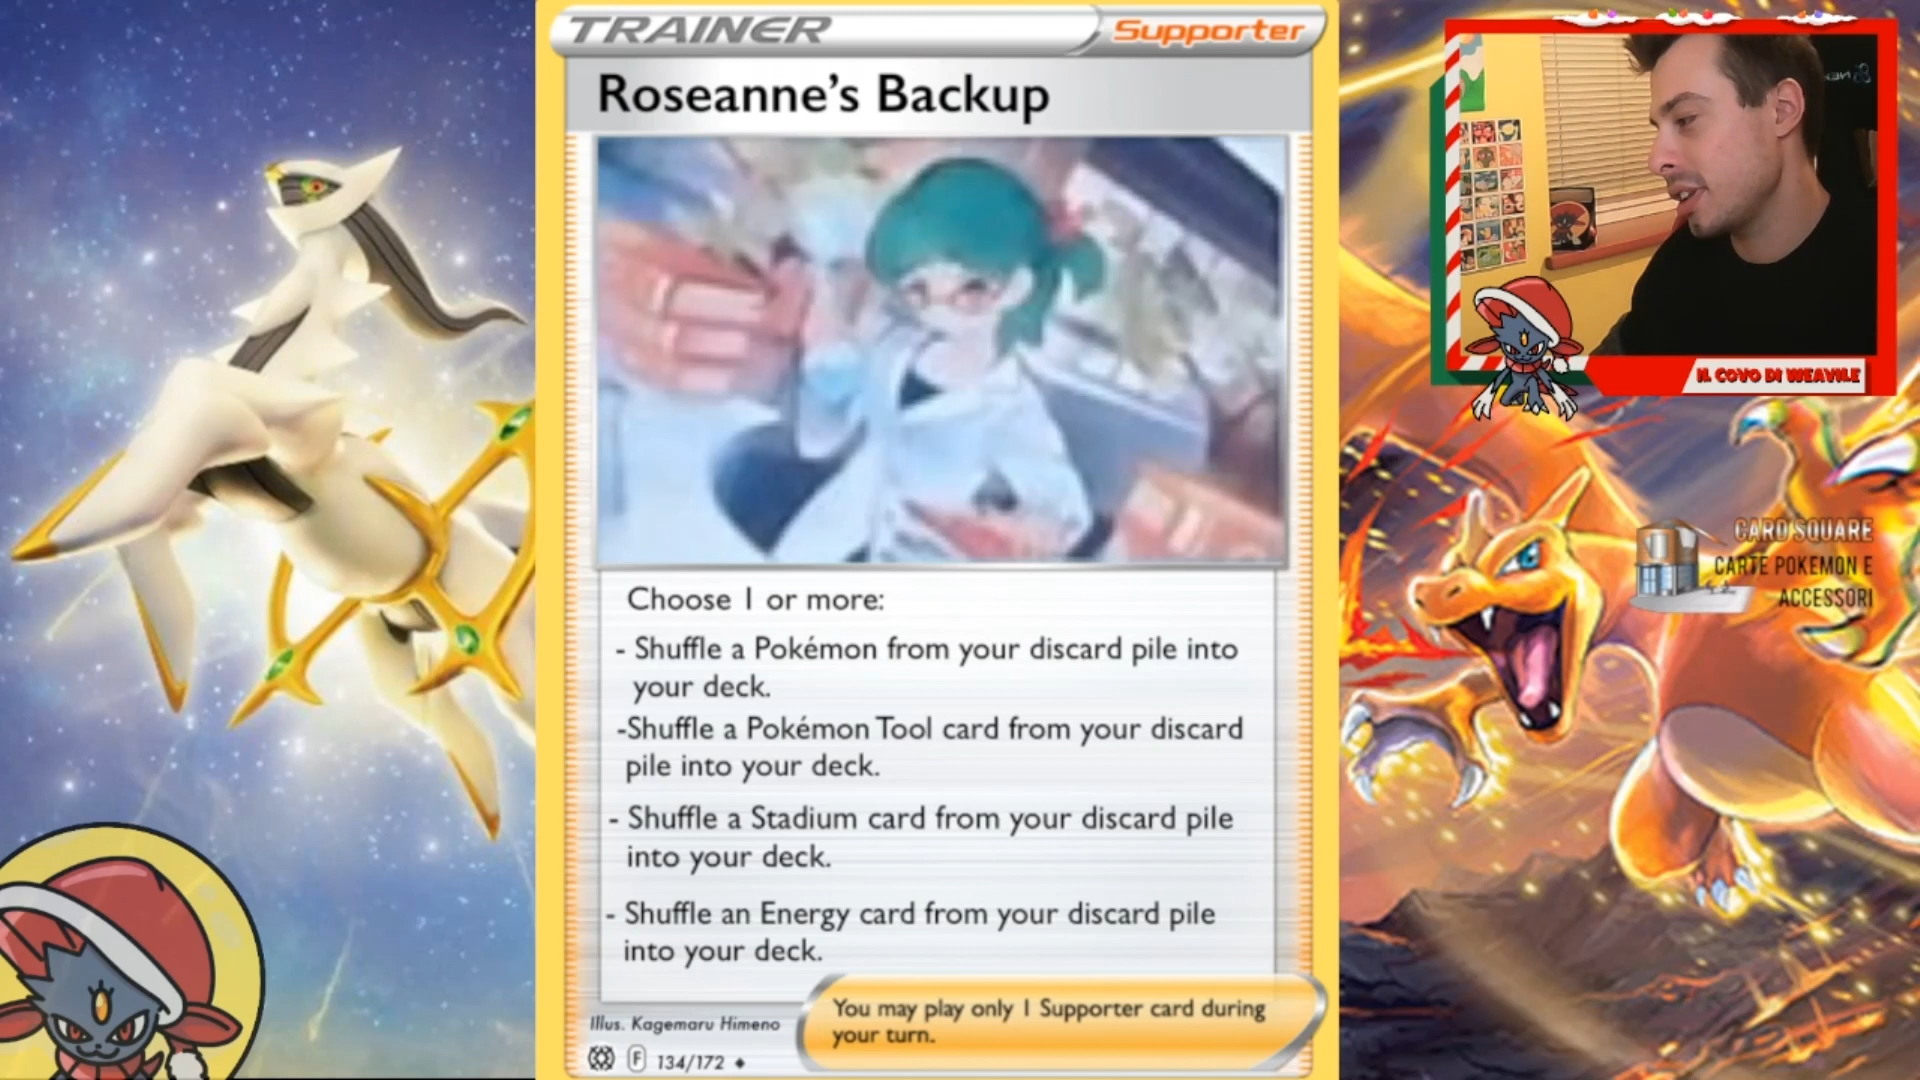 TRAINER
Supporter
Roseanne's Backup
Choose 1 or more:
- Shuffle a Pokémon from your discard pile into
your deck.
-Shuffle a Pokémon Tool card from your discard
pile into your deck.
- Shuffle a Stadium card from your discard pile
into your deck.
- Shuffle an Energy card from your discard pile
into your deck.
You may play only 1 Supporter card during
your turn.
Illus. Kagemaru Himeno
F 134/172
IL COVO DI WEAVILE
CARD SQUARE
CARTE POKEMON E
ACCESSORI